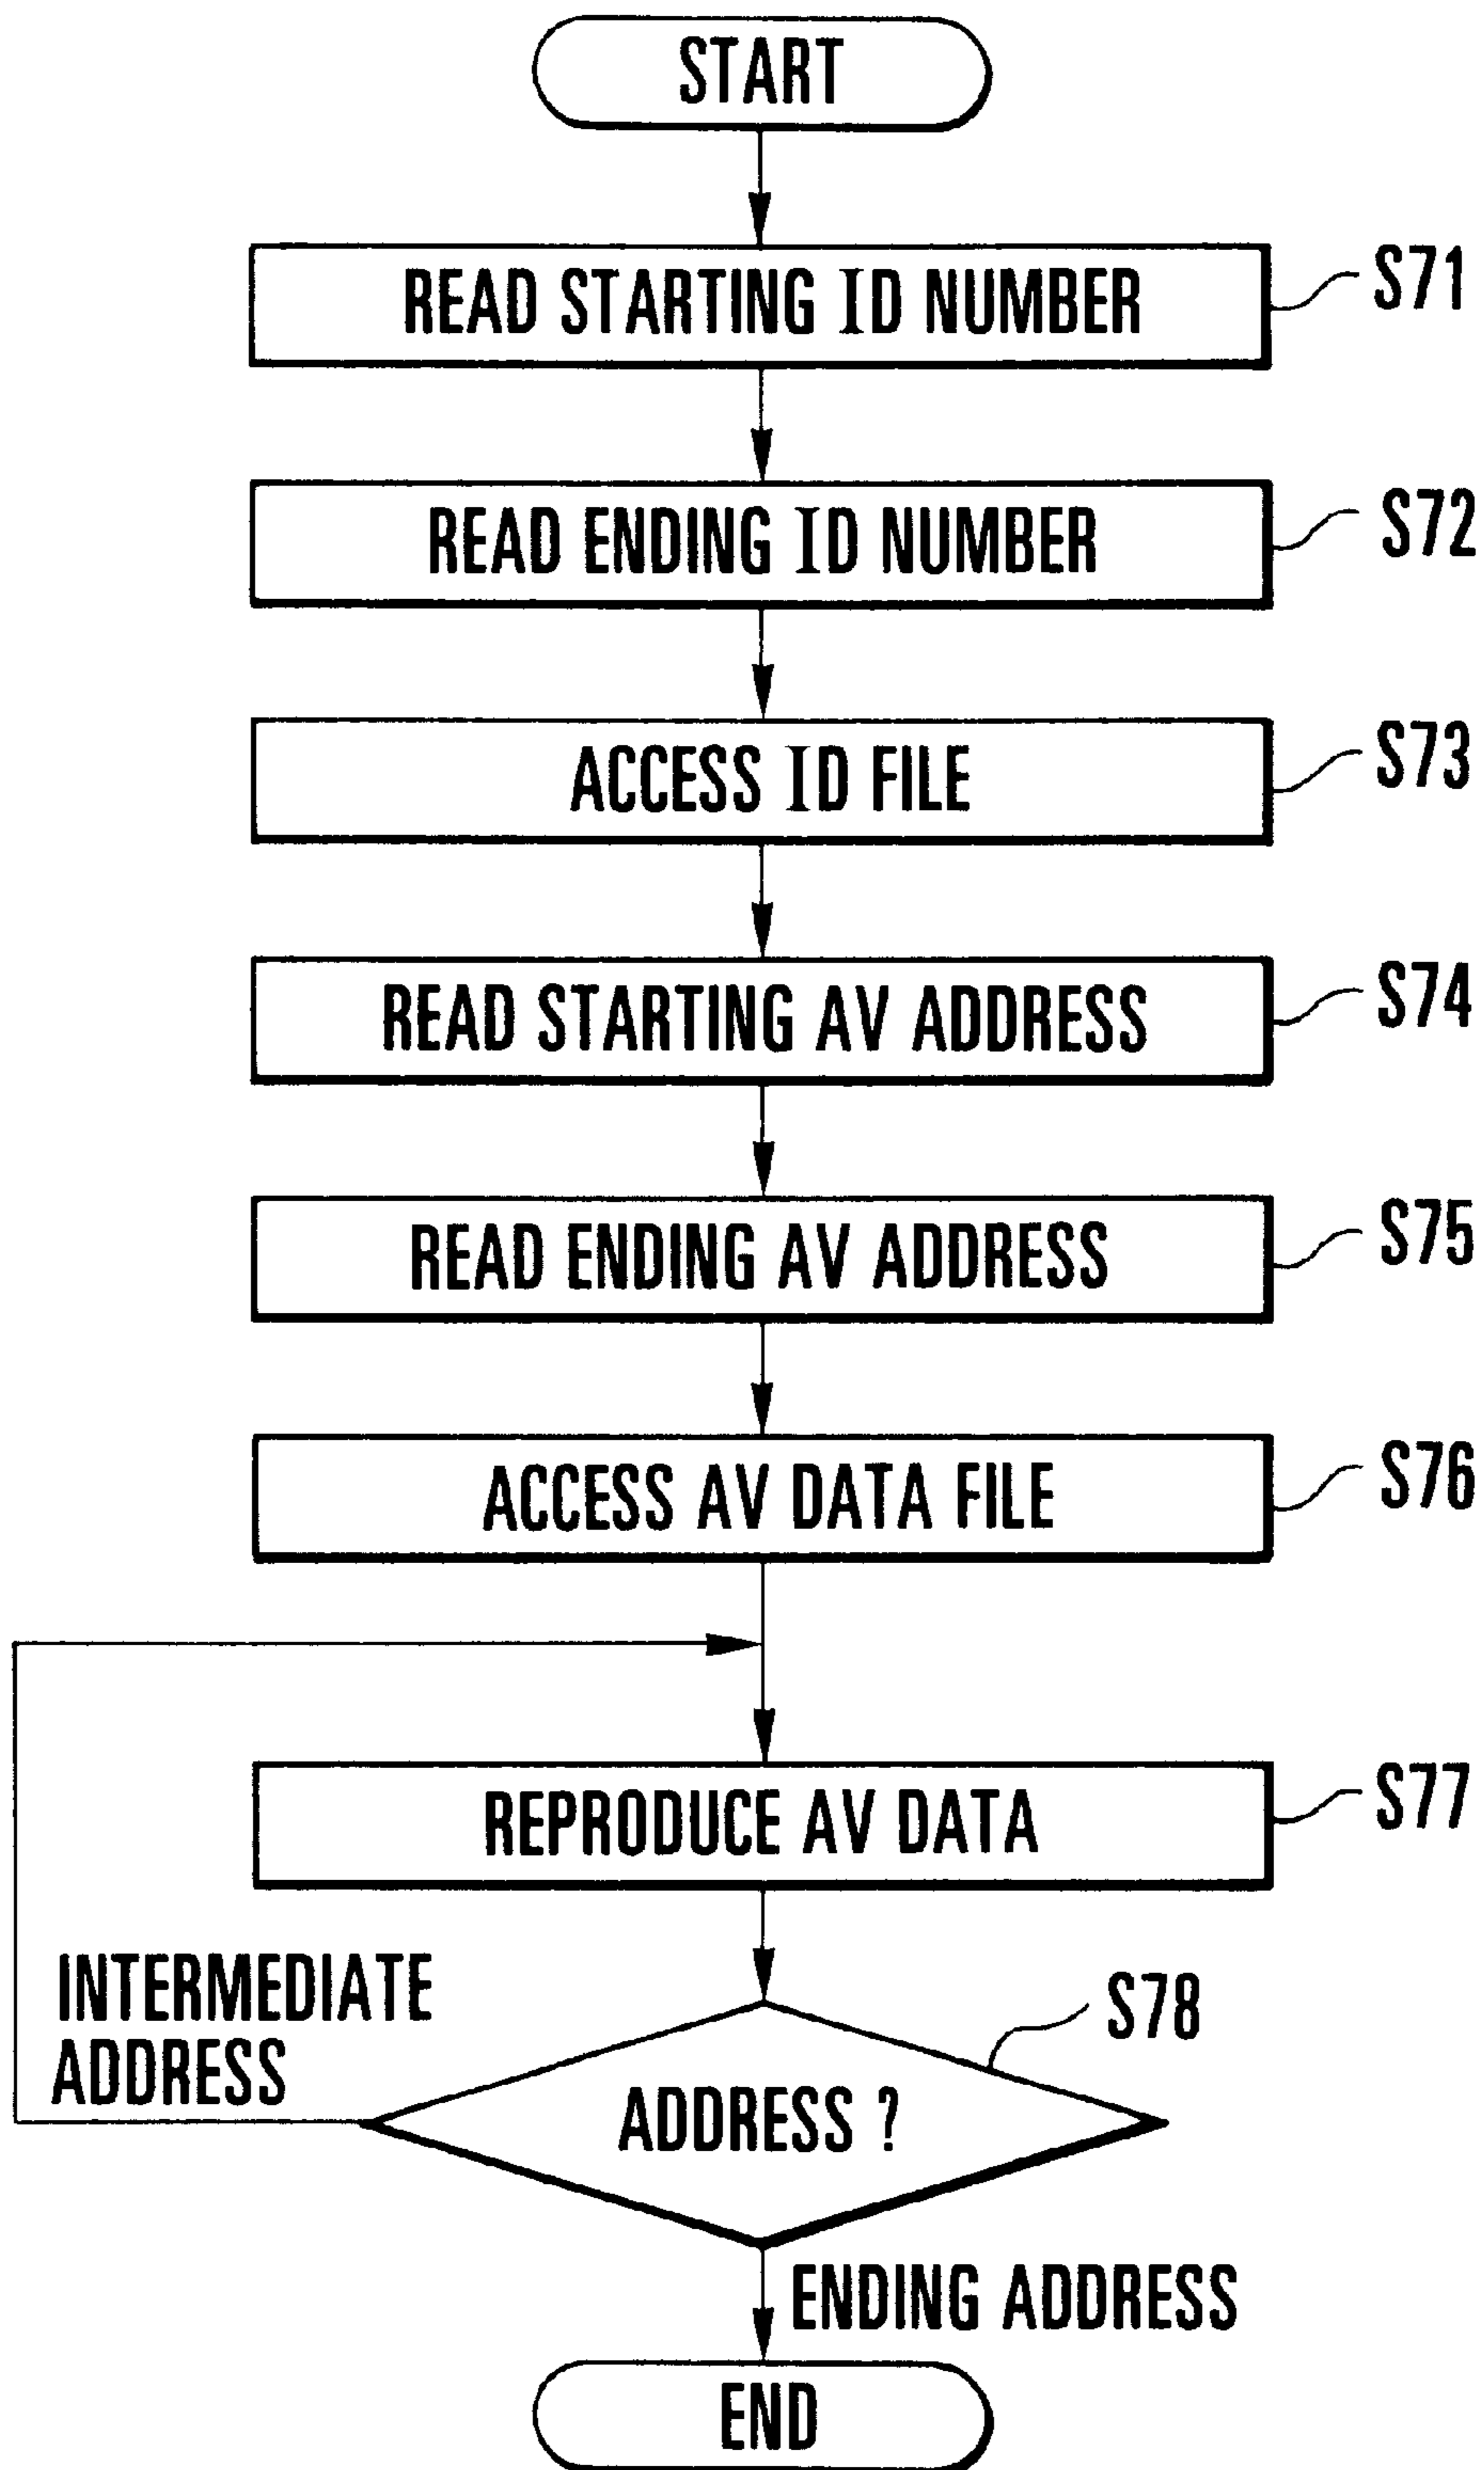 START
READ STARTING ID NUMBER
S71
READ ENDING ID NUMBER
S72
ACCESS ID FILE
S73
READ STARTING AV ADDRESS
S74
READ ENDING AV ADDRESS
S75
ACCESS AV DATA FILE
S76
REPRODUCE AV DATA
S77
INTERMEDIATE
ADDRESS
S78
ADDRESS ?
ENDING ADDRESS
END